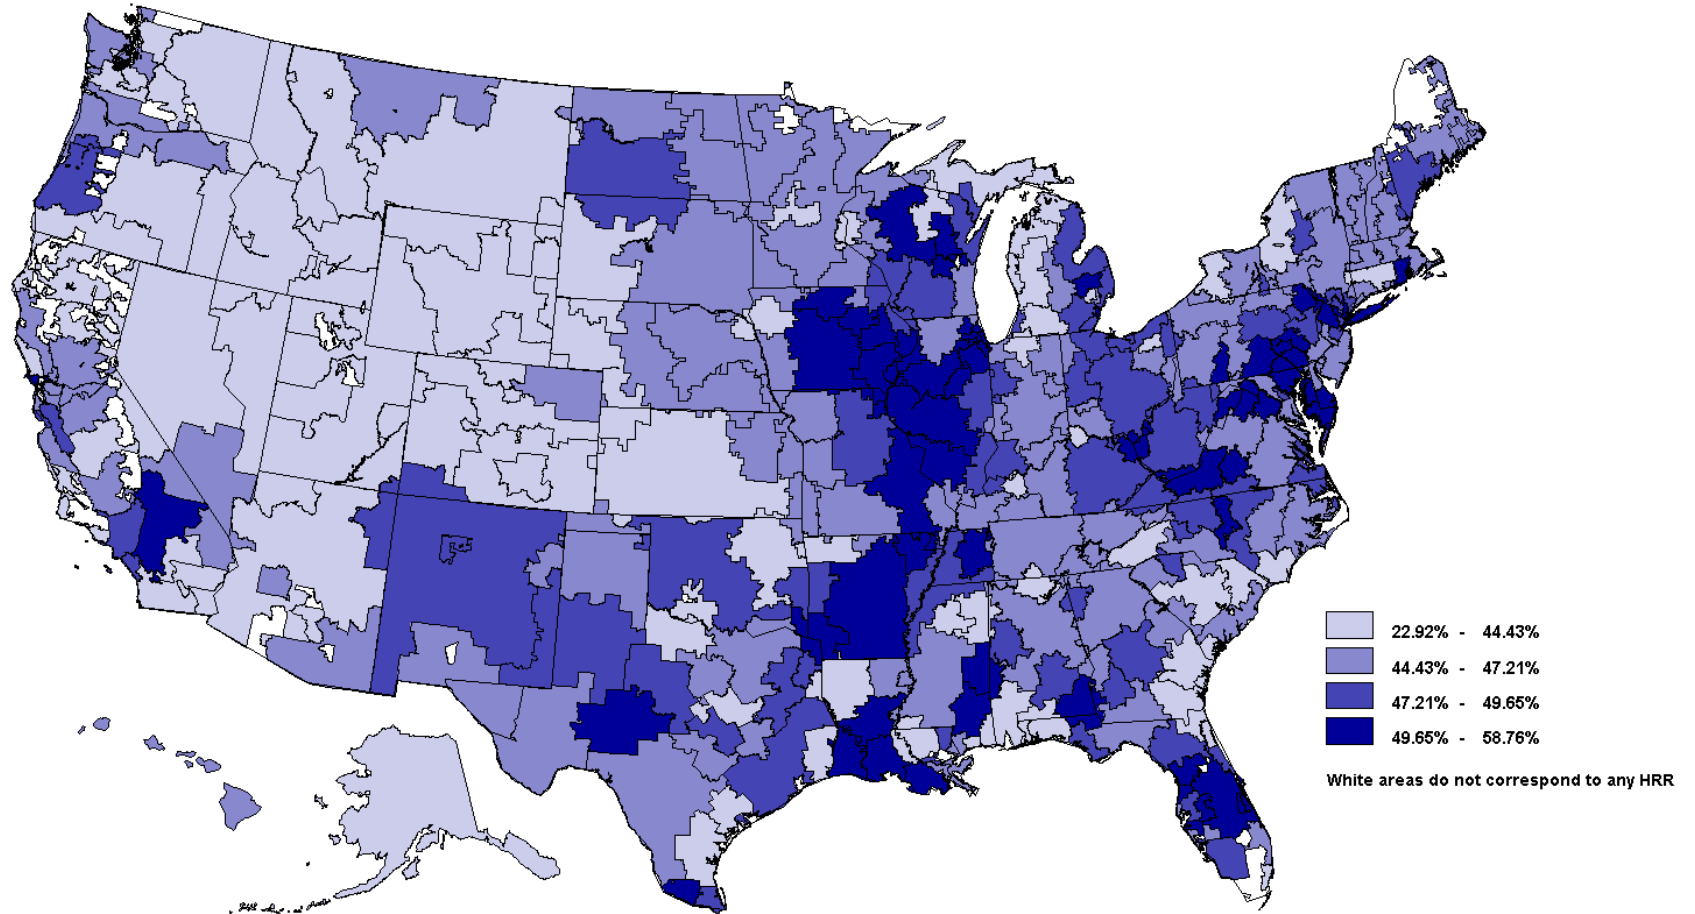 22.92% - 44.43%
44.43% - 47.21%
47.21% - 49.65%
49.65% - 58.76%
White areas do not correspond to any HRR